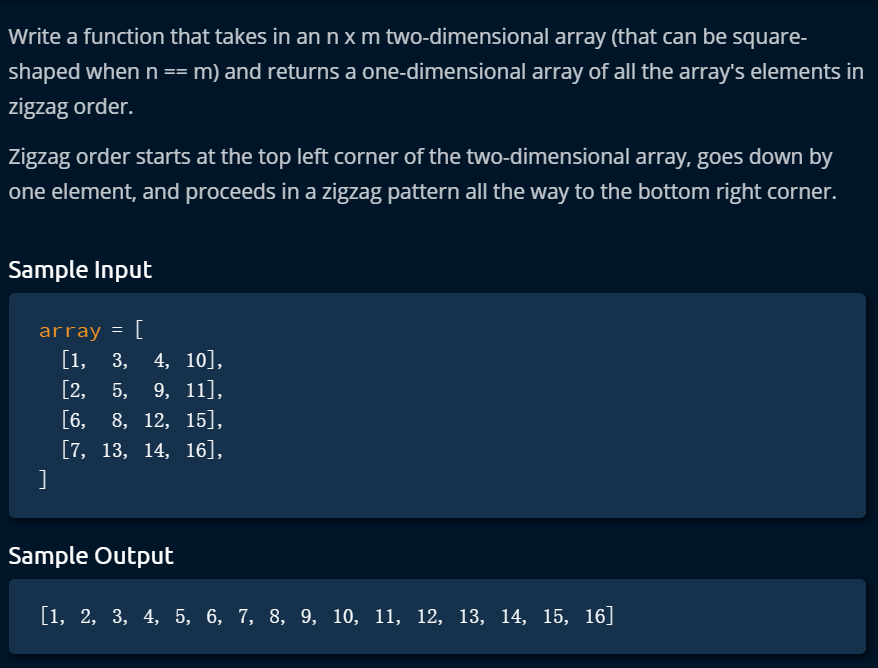 Write a function that takes in an n x m two-dimensional array (that can be square-
shaped when n == m) and returns a one-dimensional array of all the array's elements in
zigzag order.
Zigzag order starts at the top left corner of the two-dimensional array, goes down by
one element, and proceeds in a zigzag pattern all the way to the bottom right corner.
Sample Input
array = [
[1, 3, 4, 10],
[2, 5, 9, 11],
[6, 8, 12, 15],
[7, 13, 14, 16],
]
Sample Output
[1, 2, 3, 4, 5, 6, 7, 8, 9, 10, 11, 12, 13, 14, 15, 16]